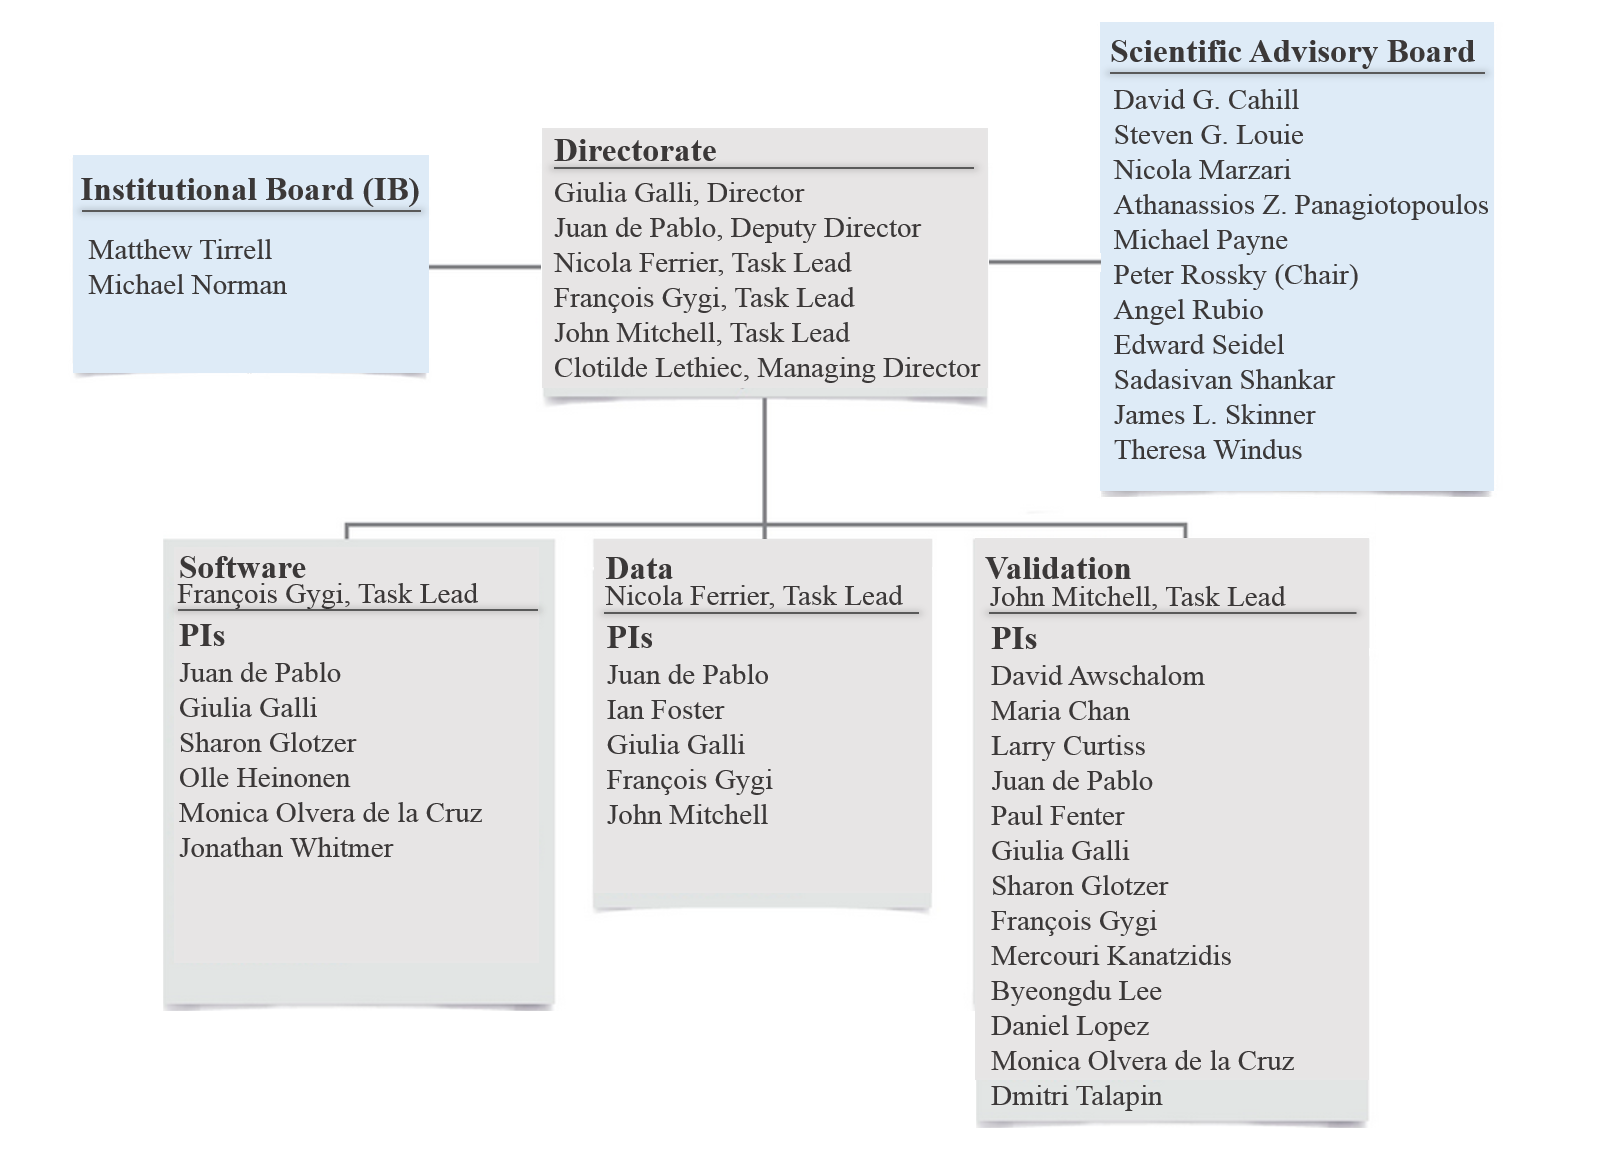 Institutional Board (IB)
Matthew Tirrell
Michael Norman
Directorate
Giulia Galli, Director
Juan de Pablo, Deputy Director
Nicola Ferrier, Task Lead
François Gygi, Task Lead
John Mitchell, Task Lead
Clotilde Lethiec, Managing Director
Scientific Advisory Board
David G. Cahill
Steven G. Louie
Nicola Marzari
Athanassios Z. Panagiotopoulos
Michael Payne
Peter Rossky (Chair)
Angel Rubio
Edward Seidel
Sadasivan Shankar
James L. Skinner
Theresa Windus
Software
François Gygi, Task Lead
PIs
Juan de Pablo
Giulia Galli
Sharon Glotzer
Olle Heinonen
Monica Olvera de la Cruz
Jonathan Whitmer
Data
Nicola Ferrier, Task Lead
PIs
Juan de Pablo
Ian Foster
Giulia Galli
François Gygi
John Mitchell
Validation
John Mitchell, Task Lead
PIs
David Awschalom
Maria Chan
Larry Curtiss
Juan de Pablo
Paul Fenter
Giulia Galli
Sharon Glotzer
François Gygi
Mercouri Kanatzidis
Byeongdu Lee
Daniel Lopez
Monica Olvera de la Cruz
Dmitri Talapin